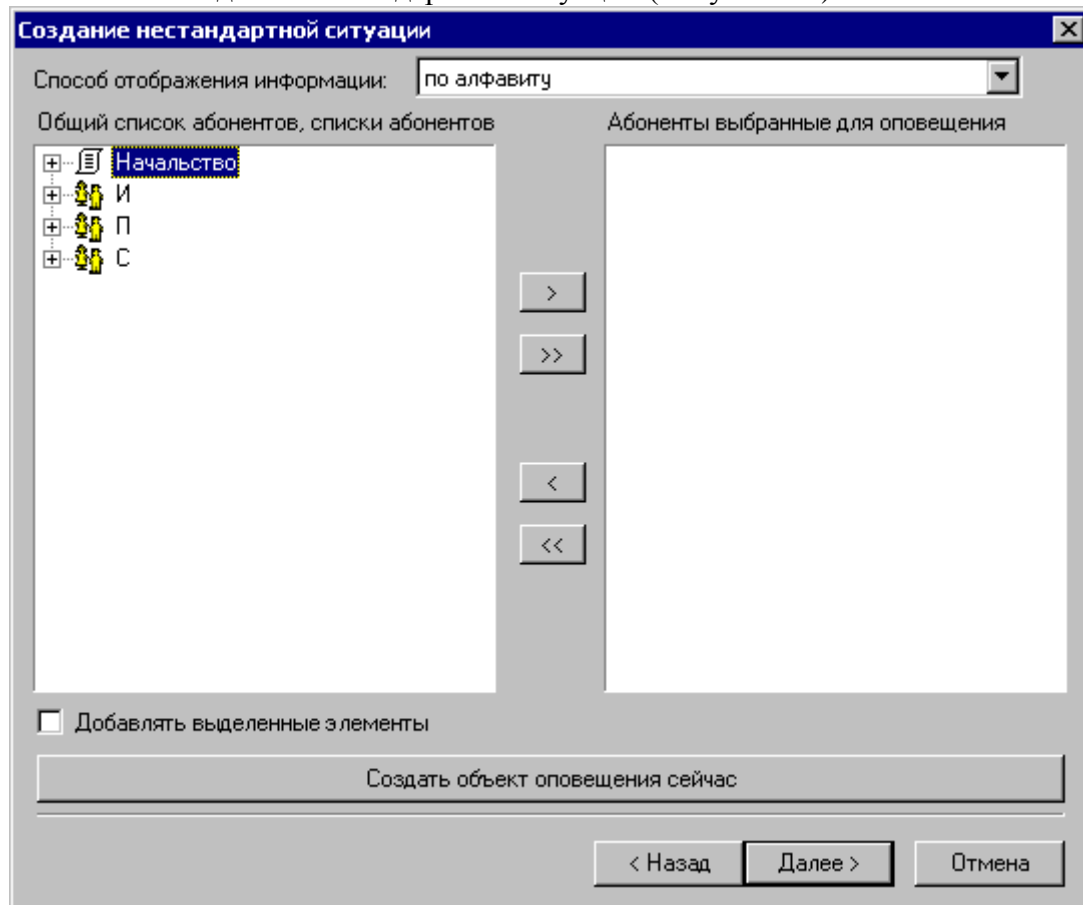 Создание нестандартной ситуации
Способ отображения информации: по алфавиту
Общий список абонентов, списки абонентов
Абоненты выбранные для оповещения
Начальство
И
П
С
>
>>
<
<<
Добавлять выделенные элементы
Создать объект оповещения сейчас
< Назад Далее > Отмена